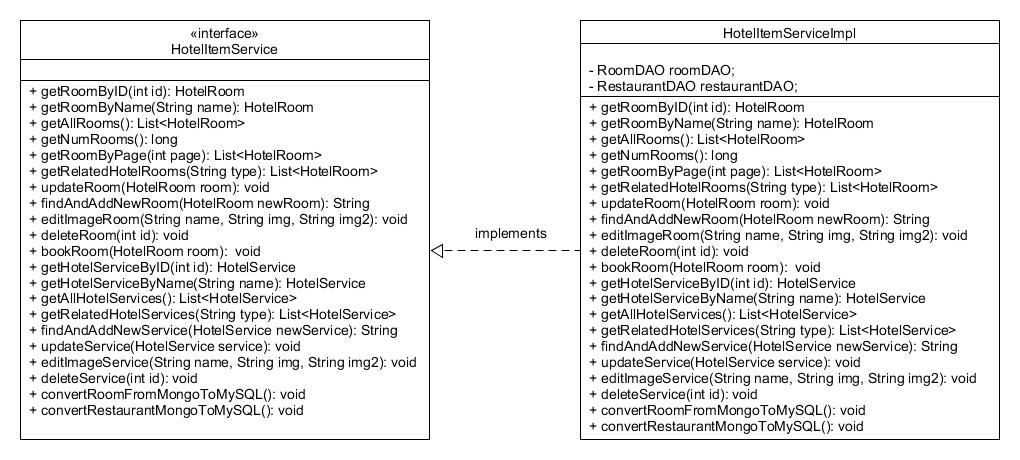 «interface»
HotelItemService
+ getRoomByID(int id): HotelRoom
+ getRoomByName(String name): HotelRoom
+ getAllRooms(): List<HotelRoom>
+ getNumRooms(): long
+ getRoomByPage(int page): List<HotelRoom>
+ getRelatedHotelRooms(String type): List<HotelRoom>
+ updateRoom(HotelRoom room): void
+ findAndAddNewRoom(HotelRoom newRoom): String
+ editImageRoom(String name, String img, String img2): void
+ deleteRoom(int id): void
+ bookRoom(HotelRoom room):  void
+ getHotelServiceByID(int id): HotelService
+ getHotelServiceByName(String name): HotelService
+ getAllHotelServices(): List<HotelService>
+ getRelatedHotelServices(String type): List<HotelService>
+ findAndAddNewService(HotelService newService): String
+ updateService(HotelService service): void
+ editImageService(String name, String img, String img2): void
+ deleteService(int id): void
+ convertRoomFromMongoToMySQL(): void
+ convertRestaurantMongoToMySQL(): void
implements
HotelItemServiceImpl
- RoomDAO roomDAO;
- RestaurantDAO restaurantDAO;
+ getRoomByID(int id): HotelRoom
+ getRoomByName(String name): HotelRoom
+ getAllRooms(): List<HotelRoom>
+ getNumRooms(): long
+ getRoomByPage(int page): List<HotelRoom>
+ getRelatedHotelRooms(String type): List<HotelRoom>
+ updateRoom(HotelRoom room): void
+ findAndAddNewRoom(HotelRoom newRoom): String
+ editImageRoom(String name, String img, String img2): void
+ deleteRoom(int id): void
+ bookRoom(HotelRoom room):  void
+ getHotelServiceByID(int id): HotelService
+ getHotelServiceByName(String name): HotelService
+ getAllHotelServices(): List<HotelService>
+ getRelatedHotelServices(String type): List<HotelService>
+ findAndAddNewService(HotelService newService): String
+ updateService(HotelService service): void
+ editImageService(String name, String img, String img2): void
+ deleteService(int id): void
+ convertRoomFromMongoToMySQL(): void
+ convertRestaurantMongoToMySQL(): void